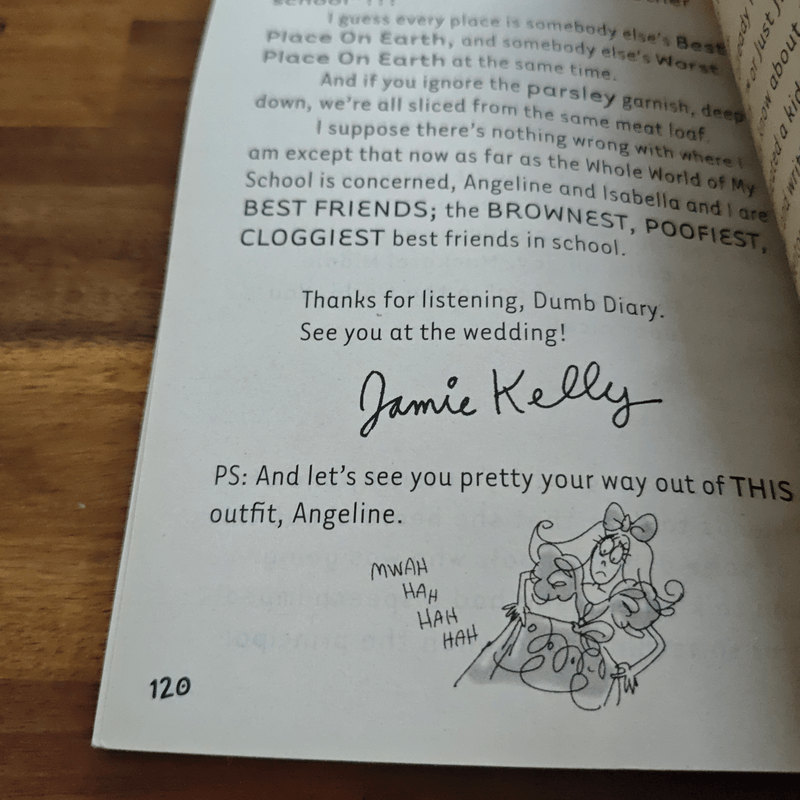 I guess every place is somebody else's Best
Place On Earth, and somebody else's Worst
Place On Earth at the same time.
And if you ignore the parsley garnish, deep
down, we're all sliced from the same meat loaf.
I suppose there's nothing wrong with where I
am except that now as far as the Whole World of My
School is concerned, Angeline and Isabella and I are
BEST FRIENDS; the BROWNEST, POOFIEST,
CLOGGIEST best friends in school.
Thanks for listening, Dumb Diary.
See you at the wedding!
Jamie Kelly
PS: And let's see you pretty your way out of THIS
outfit, Angeline.
MWAH
HAH
HAH
HAH
120